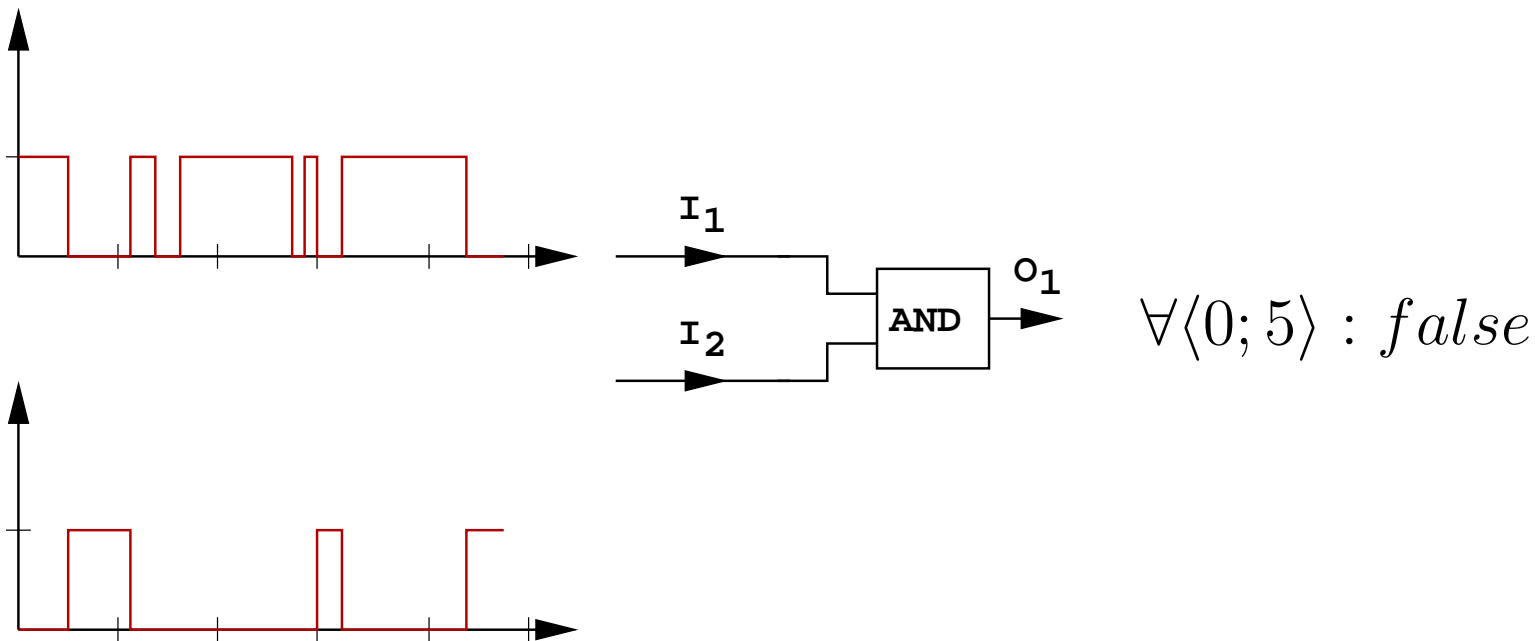 I₁
O₁
AND
∀⟨0; 5⟩ : false
I₂